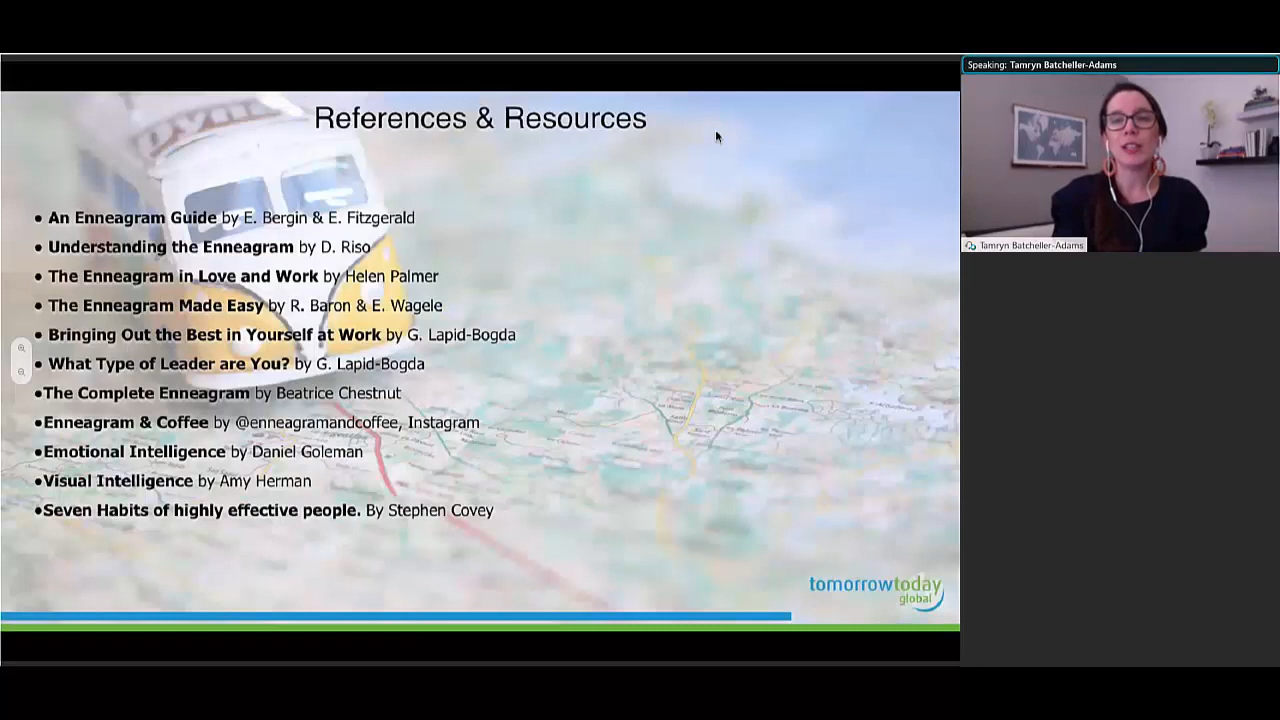 References & Resources
• An Enneagram Guide by E. Bergin & E. Fitzgerald
• Understanding the Enneagram by D. Riso
• The Enneagram in Love and Work by Helen Palmer
• The Enneagram Made Easy by R. Baron & E. Wagele
• Bringing Out the Best in Yourself at Work by G. Lapid-Bogda
• What Type of Leader are You? by G. Lapid-Bogda
•The Complete Enneagram by Beatrice Chestnut
•Enneagram & Coffee by @enneagramandcoffee, Instagram
•Emotional Intelligence by Daniel Goleman
•Visual Intelligence by Amy Herman
•Seven Habits of highly effective people. By Stephen Covey
tomorrowtoday
global
Speaking: Tamryn Batcheller-Adams
Tamryn Batcheller-Adams